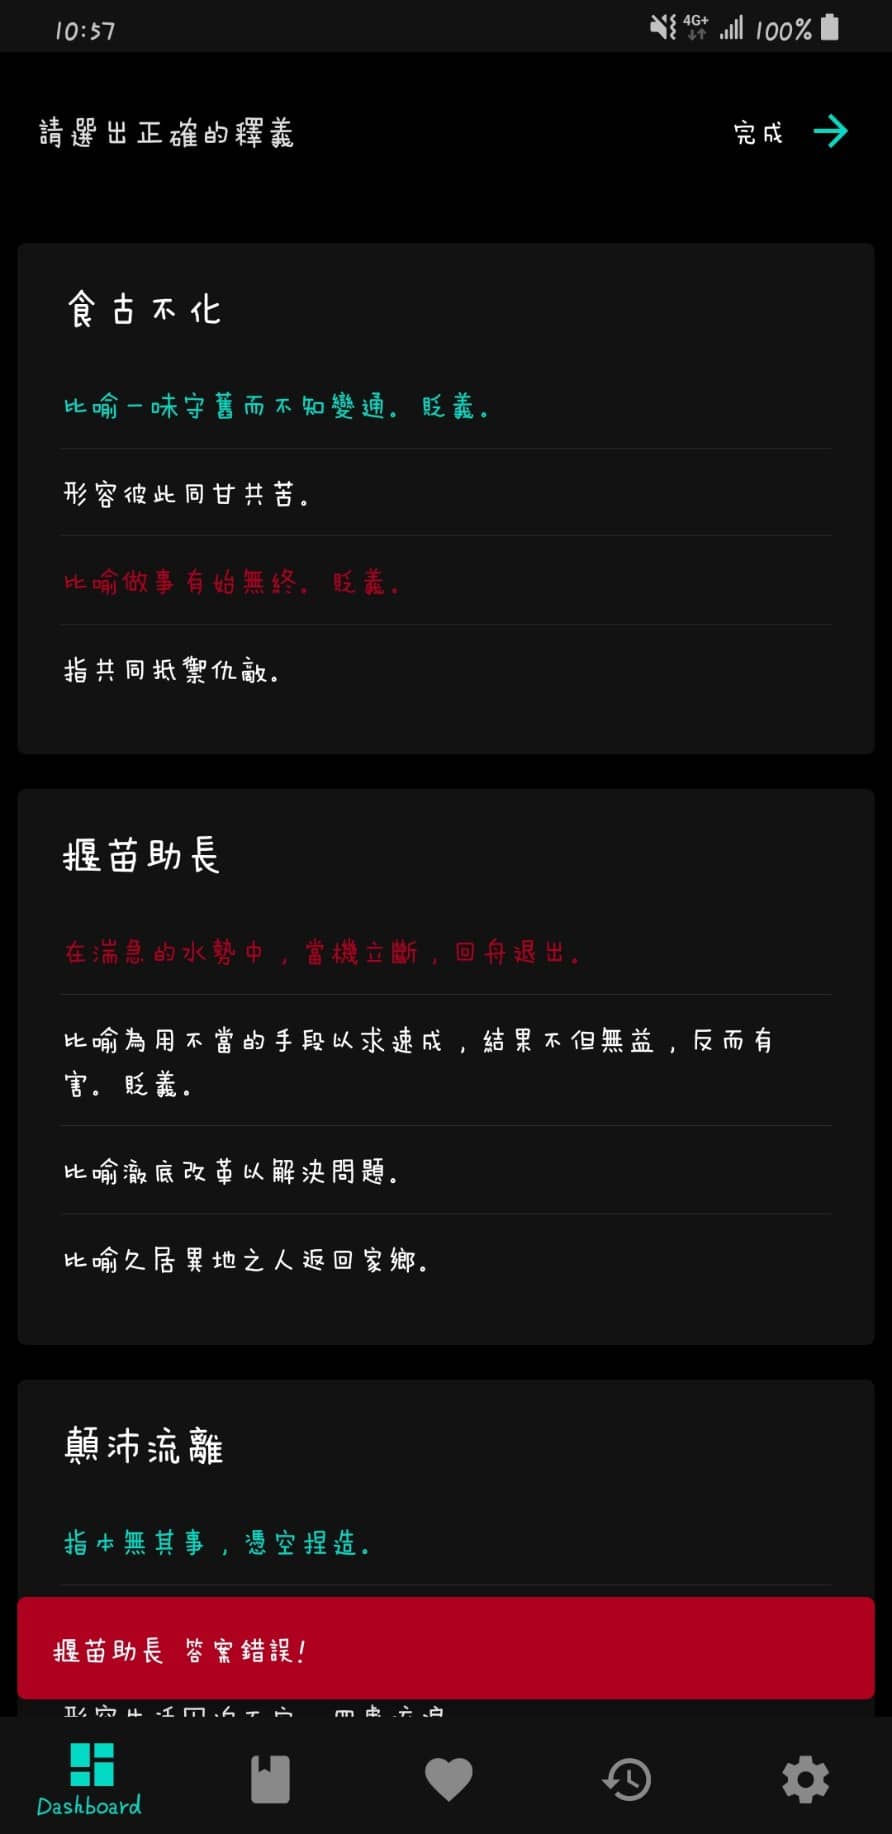 10:57
4G+
100%
請選出正確的釋義
完成
食古不化
比喻一味守舊而不知變通。貶義。
形容彼此同甘共苦。
比喻做事有始無終。貶義。
指共同抵禦仇敵。
揠苗助長
在湍急的水勢中，當機立斷，回舟退出。
比喻為用不當的手段以求速成，結果不但無益，反而有
害。貶義。
比喻澈底改革以解決問題。
比喻久居異地之人返回家鄉。
顛沛流離
指本無其事，憑空捏造。
揠苗助長 答案錯誤!
Dashboard